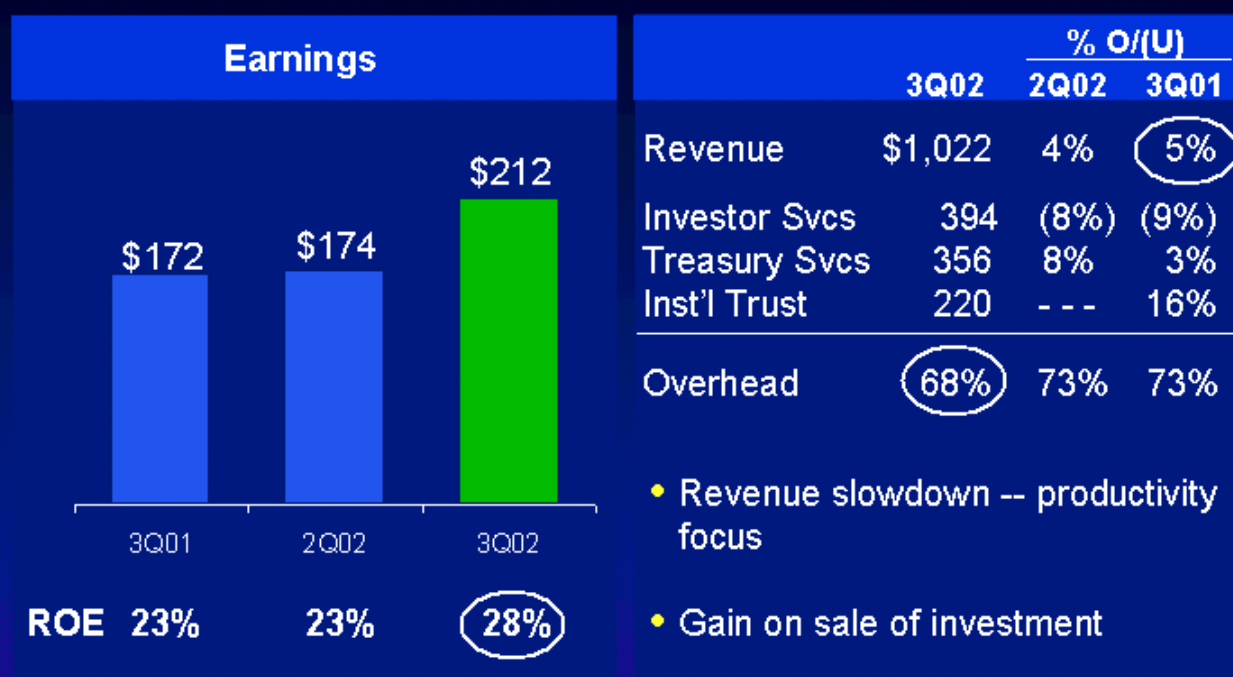 Earnings
$172 $174 $212
3Q01 2Q02 3Q02
ROE 23% 23% 28%
% O/(U)
3Q02 2Q02 3Q01
Revenue $1,022 4% 5%
Investor Svcs 394 (8%) (9%)
Treasury Svcs 356 8% 3%
Inst'l Trust 220 - - - 16%
Overhead 68% 73% 73%
• Revenue slowdown -- productivity
focus
• Gain on sale of investment